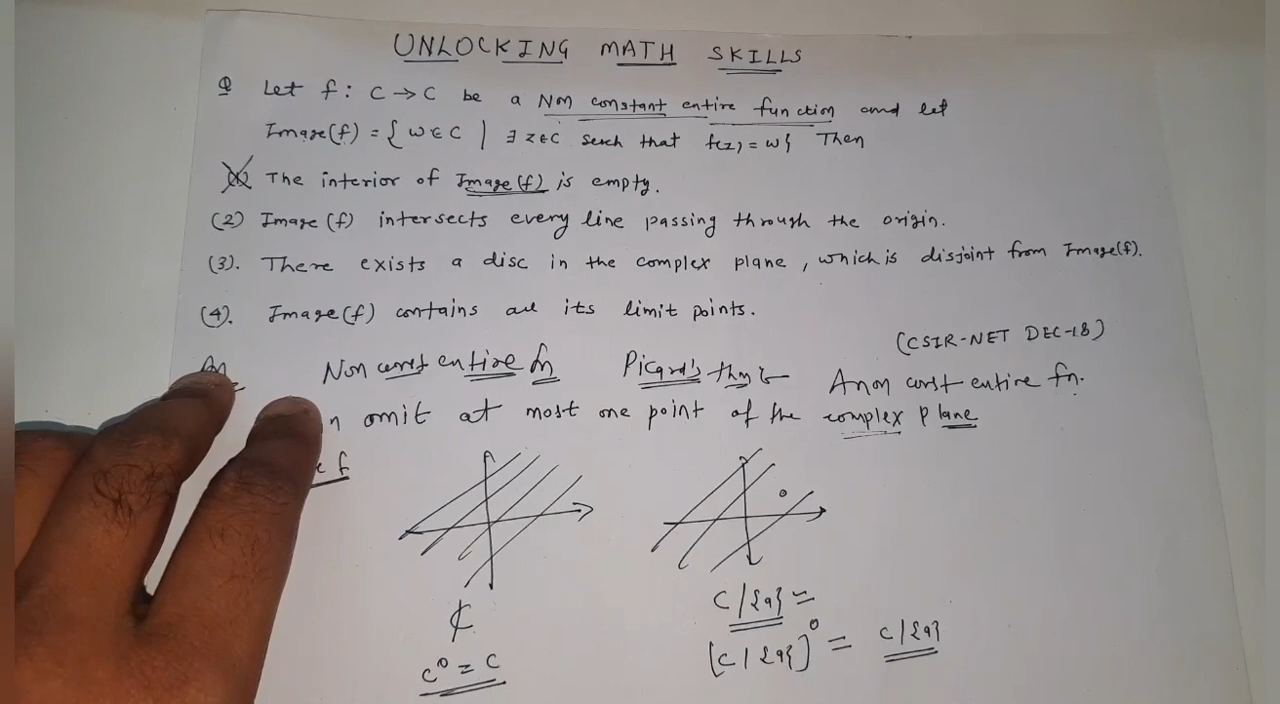 UNLOCKING MATH SKILLS
Q Let f: C → C be a Non constant entire function and let
Image(f) = { w ∈ C | ∃ z ∈ C such that f(z) = w} Then
The interior of Image(f) is empty.
(2) Image (f) intersects every line passing through the origin.
(3). There exists a disc in the complex plane, which is disjoint from Image(f).
(4). Image(f) contains all its limit points.
(CSIR-NET DEC-18)
Non const entire fn Picard's thm :- A non const entire fn.
n omit at most one point of the complex plane
e f
C C/{a} =
C⁰ = C [C/{a}]⁰ = C/{a}